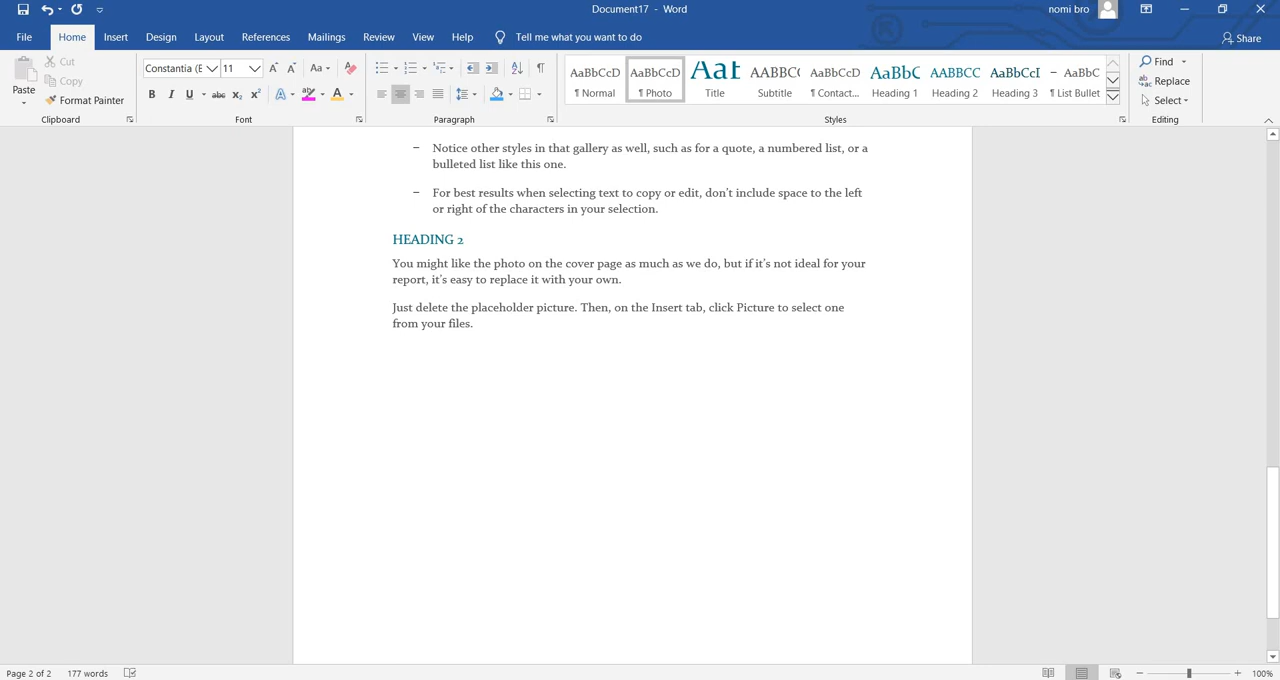 Document17 - Word
nomi bro
File Home Insert Design Layout References Mailings Review View Help Tell me what you want to do
Share
Paste
Cut
Copy
Format Painter
Clipboard
Constantia (E 11
Aa
B I U abc X₂ X² A ab A
Font
Paragraph
AaBbCcD AaBbCcD AaB AABBCC AaBbCcD AaBbC AABBCC AaBbCcI – AaBbC
¶ Normal ¶ Photo Title Subtitle ¶ Contact... Heading 1 Heading 2 Heading 3 ¶ List Bullet
Styles
Find
Replace
Select
Editing
– Notice other styles in that gallery as well, such as for a quote, a numbered list, or a
bulleted list like this one.
– For best results when selecting text to copy or edit, don't include space to the left
or right of the characters in your selection.
HEADING 2
You might like the photo on the cover page as much as we do, but if it's not ideal for your
report, it's easy to replace it with your own.
Just delete the placeholder picture. Then, on the Insert tab, click Picture to select one
from your files.
Page 2 of 2 177 words
100%